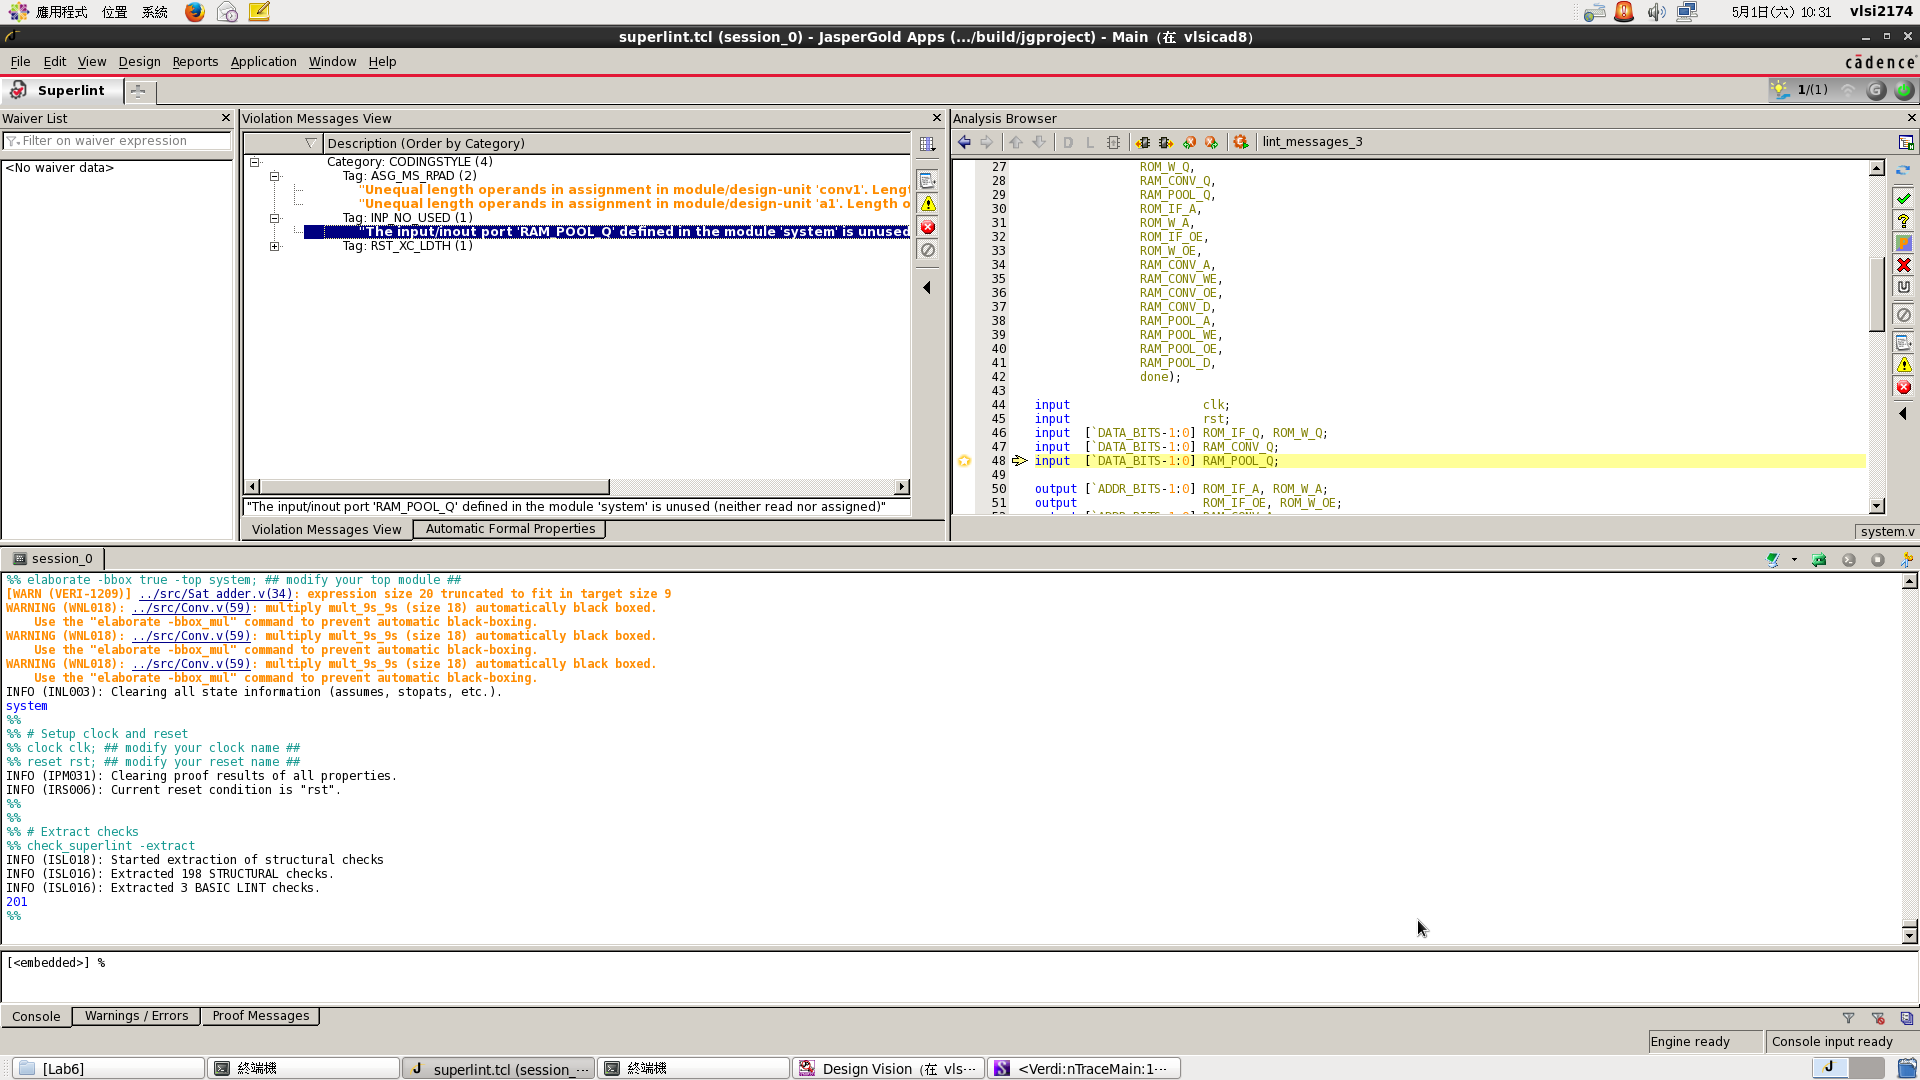 應用程式 位置 系統
5月1日(六) 10:31 vlsi2174
superlint.tcl (session_0) - JasperGold Apps (.../build/jgproject) - Main (在 vlsicad8)
File Edit View Design Reports Application Window Help
cādence
Superlint
1/(1)
Waiver List
Filter on waiver expression
<No waiver data>
Violation Messages View
Description (Order by Category)
Category: CODINGSTYLE (4)
Tag: ASG_MS_RPAD (2)
"Unequal length operands in assignment in module/design-unit 'conv1'. Lengt
"Unequal length operands in assignment in module/design-unit 'a1'. Length o
Tag: INP_NO_USED (1)
"The input/inout port 'RAM_POOL_Q' defined in the module 'system' is unused
Tag: RST_XC_LDTH (1)
"The input/inout port 'RAM_POOL_Q' defined in the module 'system' is unused (neither read nor assigned)"
Violation Messages View Automatic Formal Properties
Analysis Browser
D L lint_messages_3
27 ROM_W_Q,
28 RAM_CONV_Q,
29 RAM_POOL_Q,
30 ROM_IF_A,
31 ROM_W_A,
32 ROM_IF_OE,
33 ROM_W_OE,
34 RAM_CONV_A,
35 RAM_CONV_WE,
36 RAM_CONV_OE,
37 RAM_CONV_D,
38 RAM_POOL_A,
39 RAM_POOL_WE,
40 RAM_POOL_OE,
41 RAM_POOL_D,
42 done);
43
44 input clk;
45 input rst;
46 input [`DATA_BITS-1:0] ROM_IF_Q, ROM_W_Q;
47 input [`DATA_BITS-1:0] RAM_CONV_Q;
48 input [`DATA_BITS-1:0] RAM_POOL_Q;
49
50 output [`ADDR_BITS-1:0] ROM_IF_A, ROM_W_A;
51 output ROM_IF_OE, ROM_W_OE;
system.v
session_0
%% elaborate -bbox true -top system; ## modify your top module ##
[WARN (VERI-1209)] ../src/Sat_adder.v(34): expression size 20 truncated to fit in target size 9
WARNING (WNL018): ../src/Conv.v(59): multiply mult_9s_9s (size 18) automatically black boxed.
Use the "elaborate -bbox_mul" command to prevent automatic black-boxing.
WARNING (WNL018): ../src/Conv.v(59): multiply mult_9s_9s (size 18) automatically black boxed.
Use the "elaborate -bbox_mul" command to prevent automatic black-boxing.
WARNING (WNL018): ../src/Conv.v(59): multiply mult_9s_9s (size 18) automatically black boxed.
Use the "elaborate -bbox_mul" command to prevent automatic black-boxing.
INFO (INL003): Clearing all state information (assumes, stopats, etc.).
system
%%
%% # Setup clock and reset
%% clock clk; ## modify your clock name ##
%% reset rst; ## modify your reset name ##
INFO (IPM031): Clearing proof results of all properties.
INFO (IRS006): Current reset condition is "rst".
%%
%%
%% # Extract checks
%% check_superlint -extract
INFO (ISL018): Started extraction of structural checks
INFO (ISL016): Extracted 198 STRUCTURAL checks.
INFO (ISL016): Extracted 3 BASIC LINT checks.
201
%%
[<embedded>] %
Console Warnings / Errors Proof Messages
Engine ready Console input ready
[Lab6] 終端機 superlint.tcl (session_... 終端機 Design Vision (在 vls... <Verdi:nTraceMain:1...